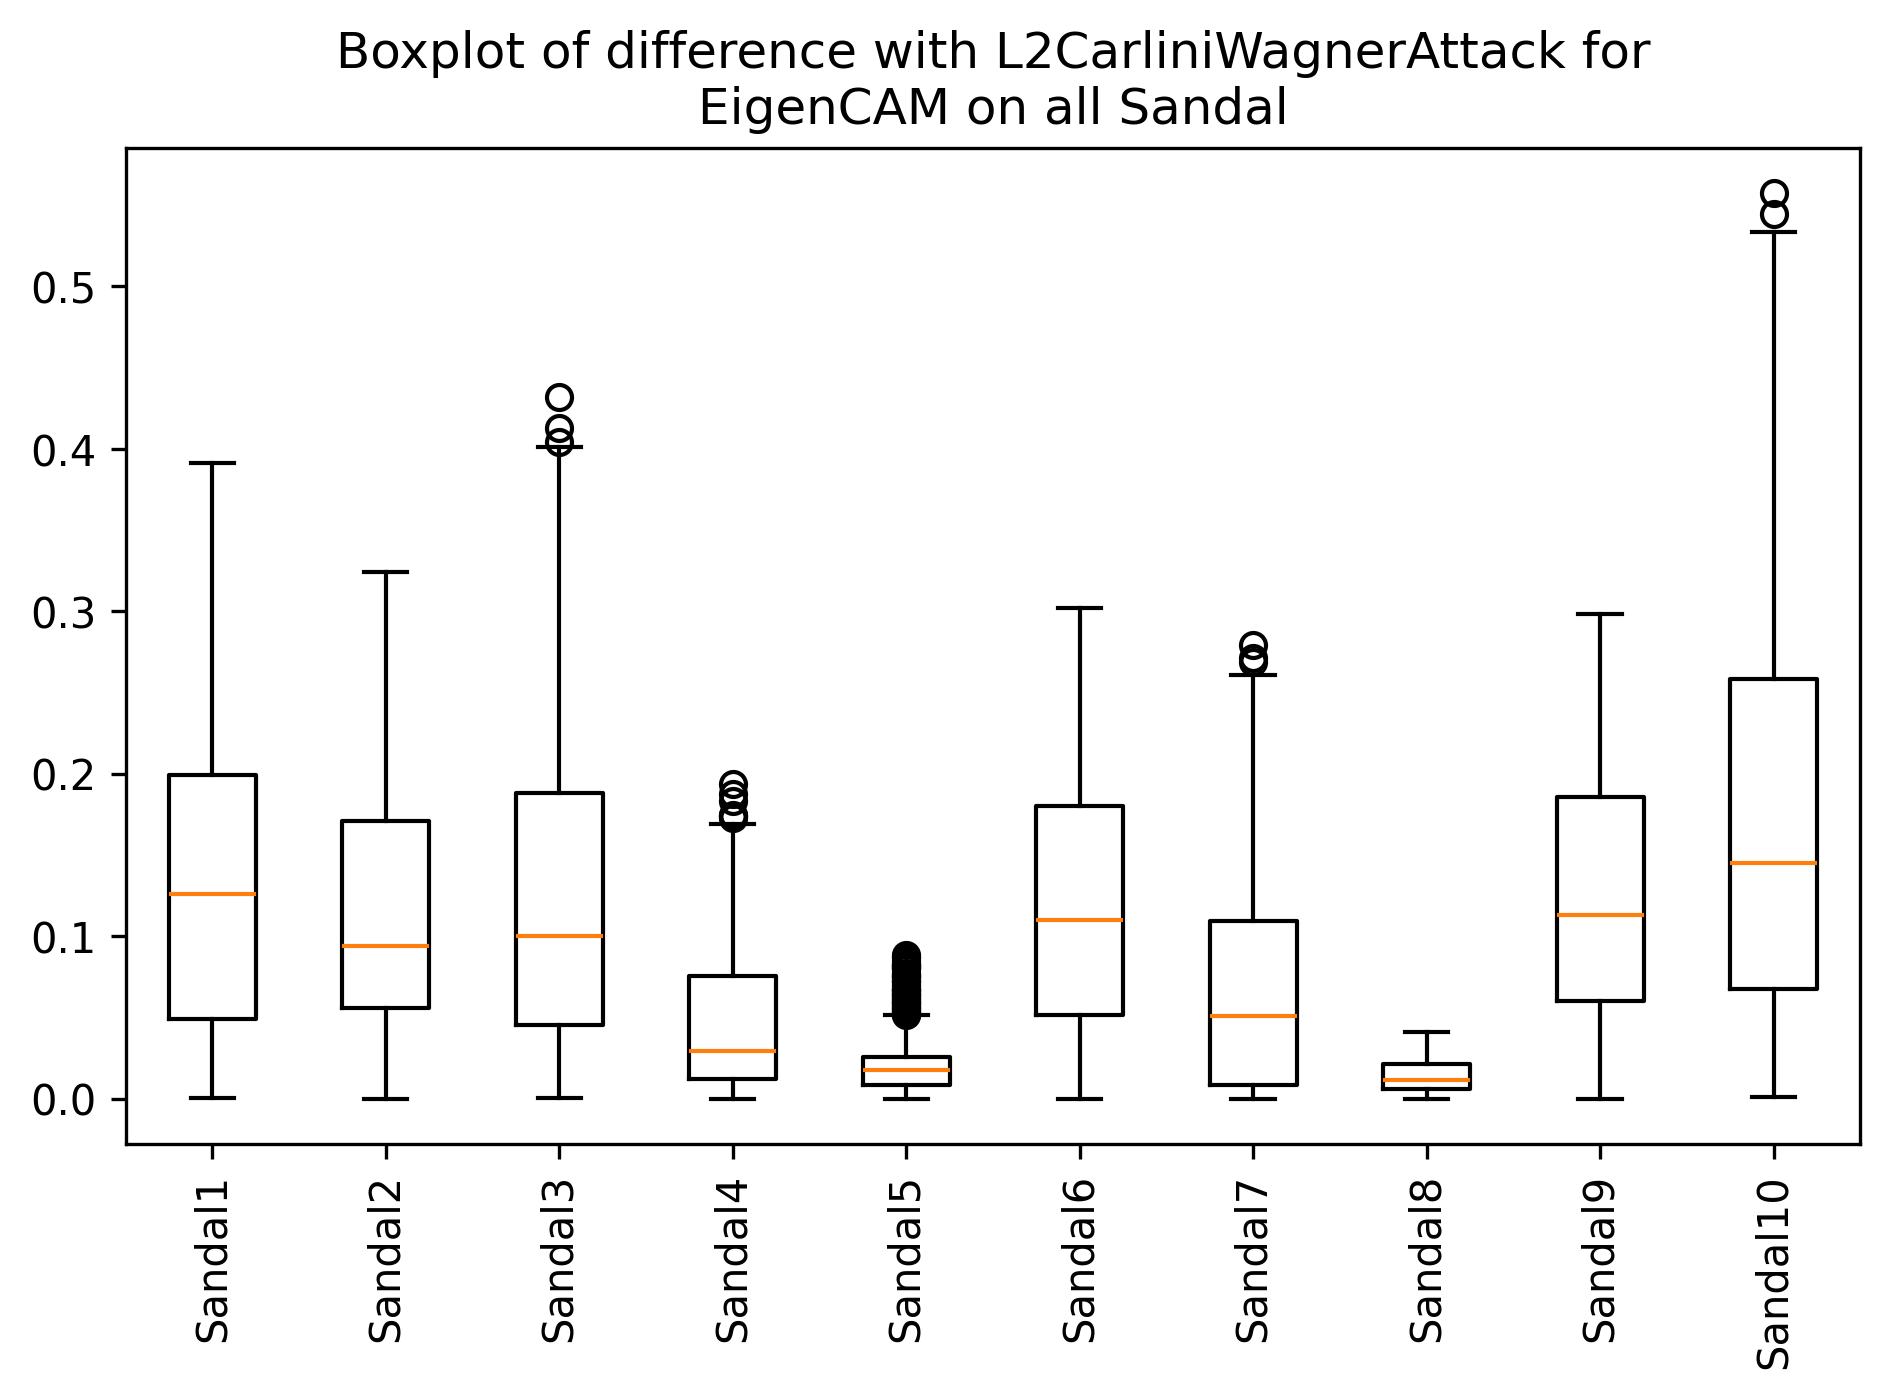 Boxplot of difference with L2CarliniWagnerAttack for
EigenCAM on all Sandal
0.5
0.4
0.3
0.2
0.1
0.0
Sandal1
Sandal2
Sandal3
Sandal4
Sandal5
Sandal6
Sandal7
Sandal8
Sandal9
Sandal10